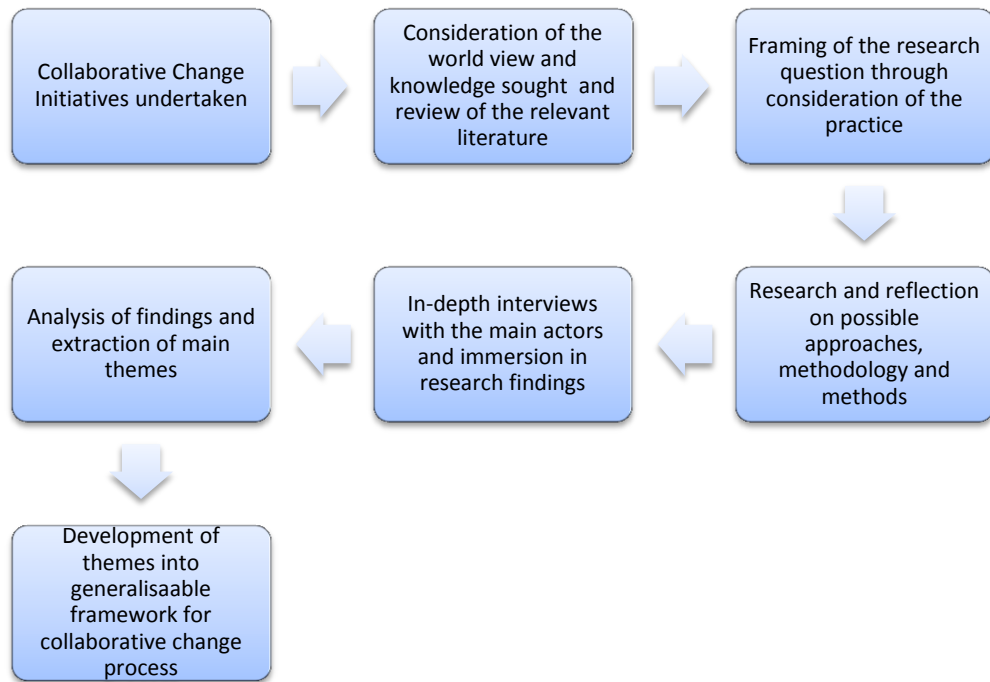 Collaborative Change
Initiatives undertaken
Consideration of the
world view and
knowledge sought and
review of the relevant
literature
Framing of the research
question through
consideration of the
practice
Research and reflection
on possible
approaches,
methodology and
methods
In-depth interviews
with the main actors
and immersion in
research findings
Analysis of findings and
extraction of main
themes
Development of
themes into
generalisaable
framework for
collaborative change
process